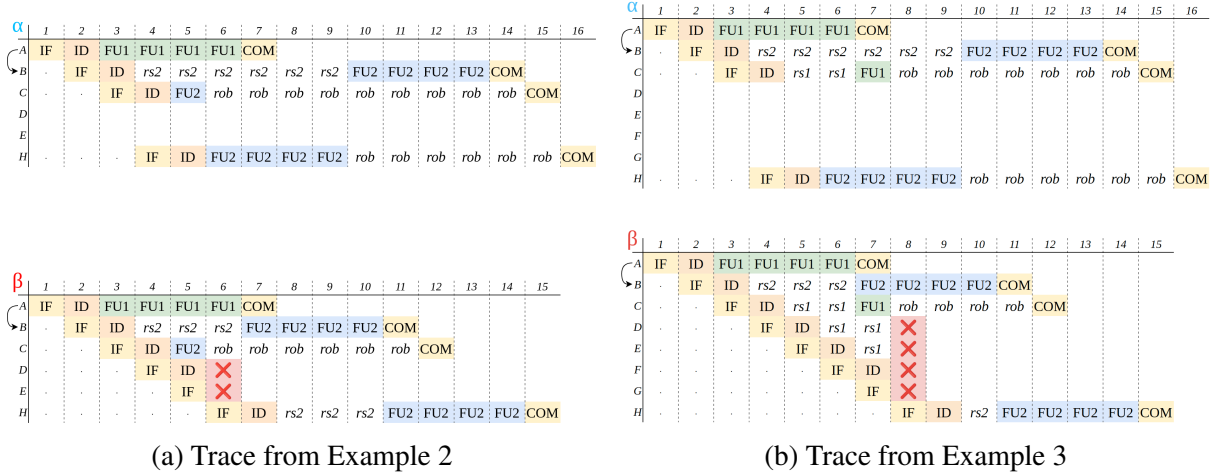 α 1 2 3 4 5 6 7 8 9 10 11 12 13 14 15 16
A IF ID FU1 FU1 FU1 FU1 COM
B . IF ID rs2 rs2 rs2 rs2 rs2 rs2 FU2 FU2 FU2 FU2 COM
C . . IF ID FU2 rob rob rob rob rob rob rob rob rob COM
D
E
H . . . IF ID FU2 FU2 FU2 FU2 rob rob rob rob rob rob COM
β 1 2 3 4 5 6 7 8 9 10 11 12 13 14 15
A IF ID FU1 FU1 FU1 FU1 COM
B . IF ID rs2 rs2 rs2 FU2 FU2 FU2 FU2 COM
C . . IF ID FU2 rob rob rob rob rob rob COM
D . . . IF ID
E . . . . IF
H . . . . . IF ID rs2 rs2 rs2 FU2 FU2 FU2 FU2 COM
(a) Trace from Example 2
α 1 2 3 4 5 6 7 8 9 10 11 12 13 14 15 16
A IF ID FU1 FU1 FU1 FU1 COM
B . IF ID rs2 rs2 rs2 rs2 rs2 rs2 FU2 FU2 FU2 FU2 COM
C . . IF ID rs1 rs1 FU1 rob rob rob rob rob rob rob COM
D
E
F
G
H . . . IF ID FU2 FU2 FU2 FU2 rob rob rob rob rob rob COM
β 1 2 3 4 5 6 7 8 9 10 11 12 13 14 15
A IF ID FU1 FU1 FU1 FU1 COM
B . IF ID rs2 rs2 rs2 FU2 FU2 FU2 FU2 COM
C . . IF ID rs1 rs1 FU1 rob rob rob rob COM
D . . . IF ID rs1 rs1
E . . . . IF ID rs1
F . . . . . IF ID
G . . . . . . IF
H . . . . . . . IF ID rs2 FU2 FU2 FU2 FU2 COM
(b) Trace from Example 3